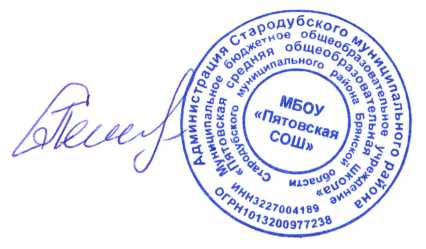 Администрация Стародубского муниципального района
Муниципальное бюджетное общеобразовательное учреждение
«Пятовская средняя общеобразовательная школа»
Стародубского муниципального района Брянской области
ИНН3227004189
ОГРН1013200977238
МБОУ
«Пятовская
СОШ»